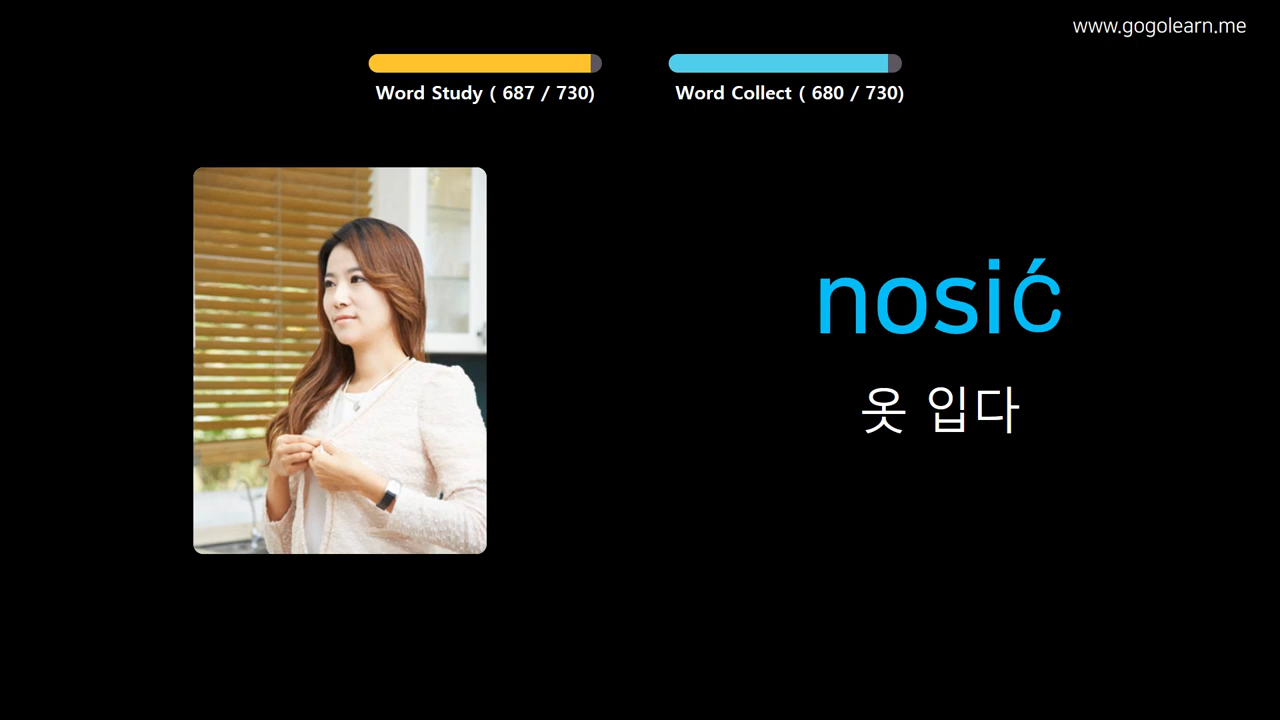 www.gogolearn.me
Word Study ( 687 / 730)
Word Collect ( 680 / 730)
nosić
옷 입다